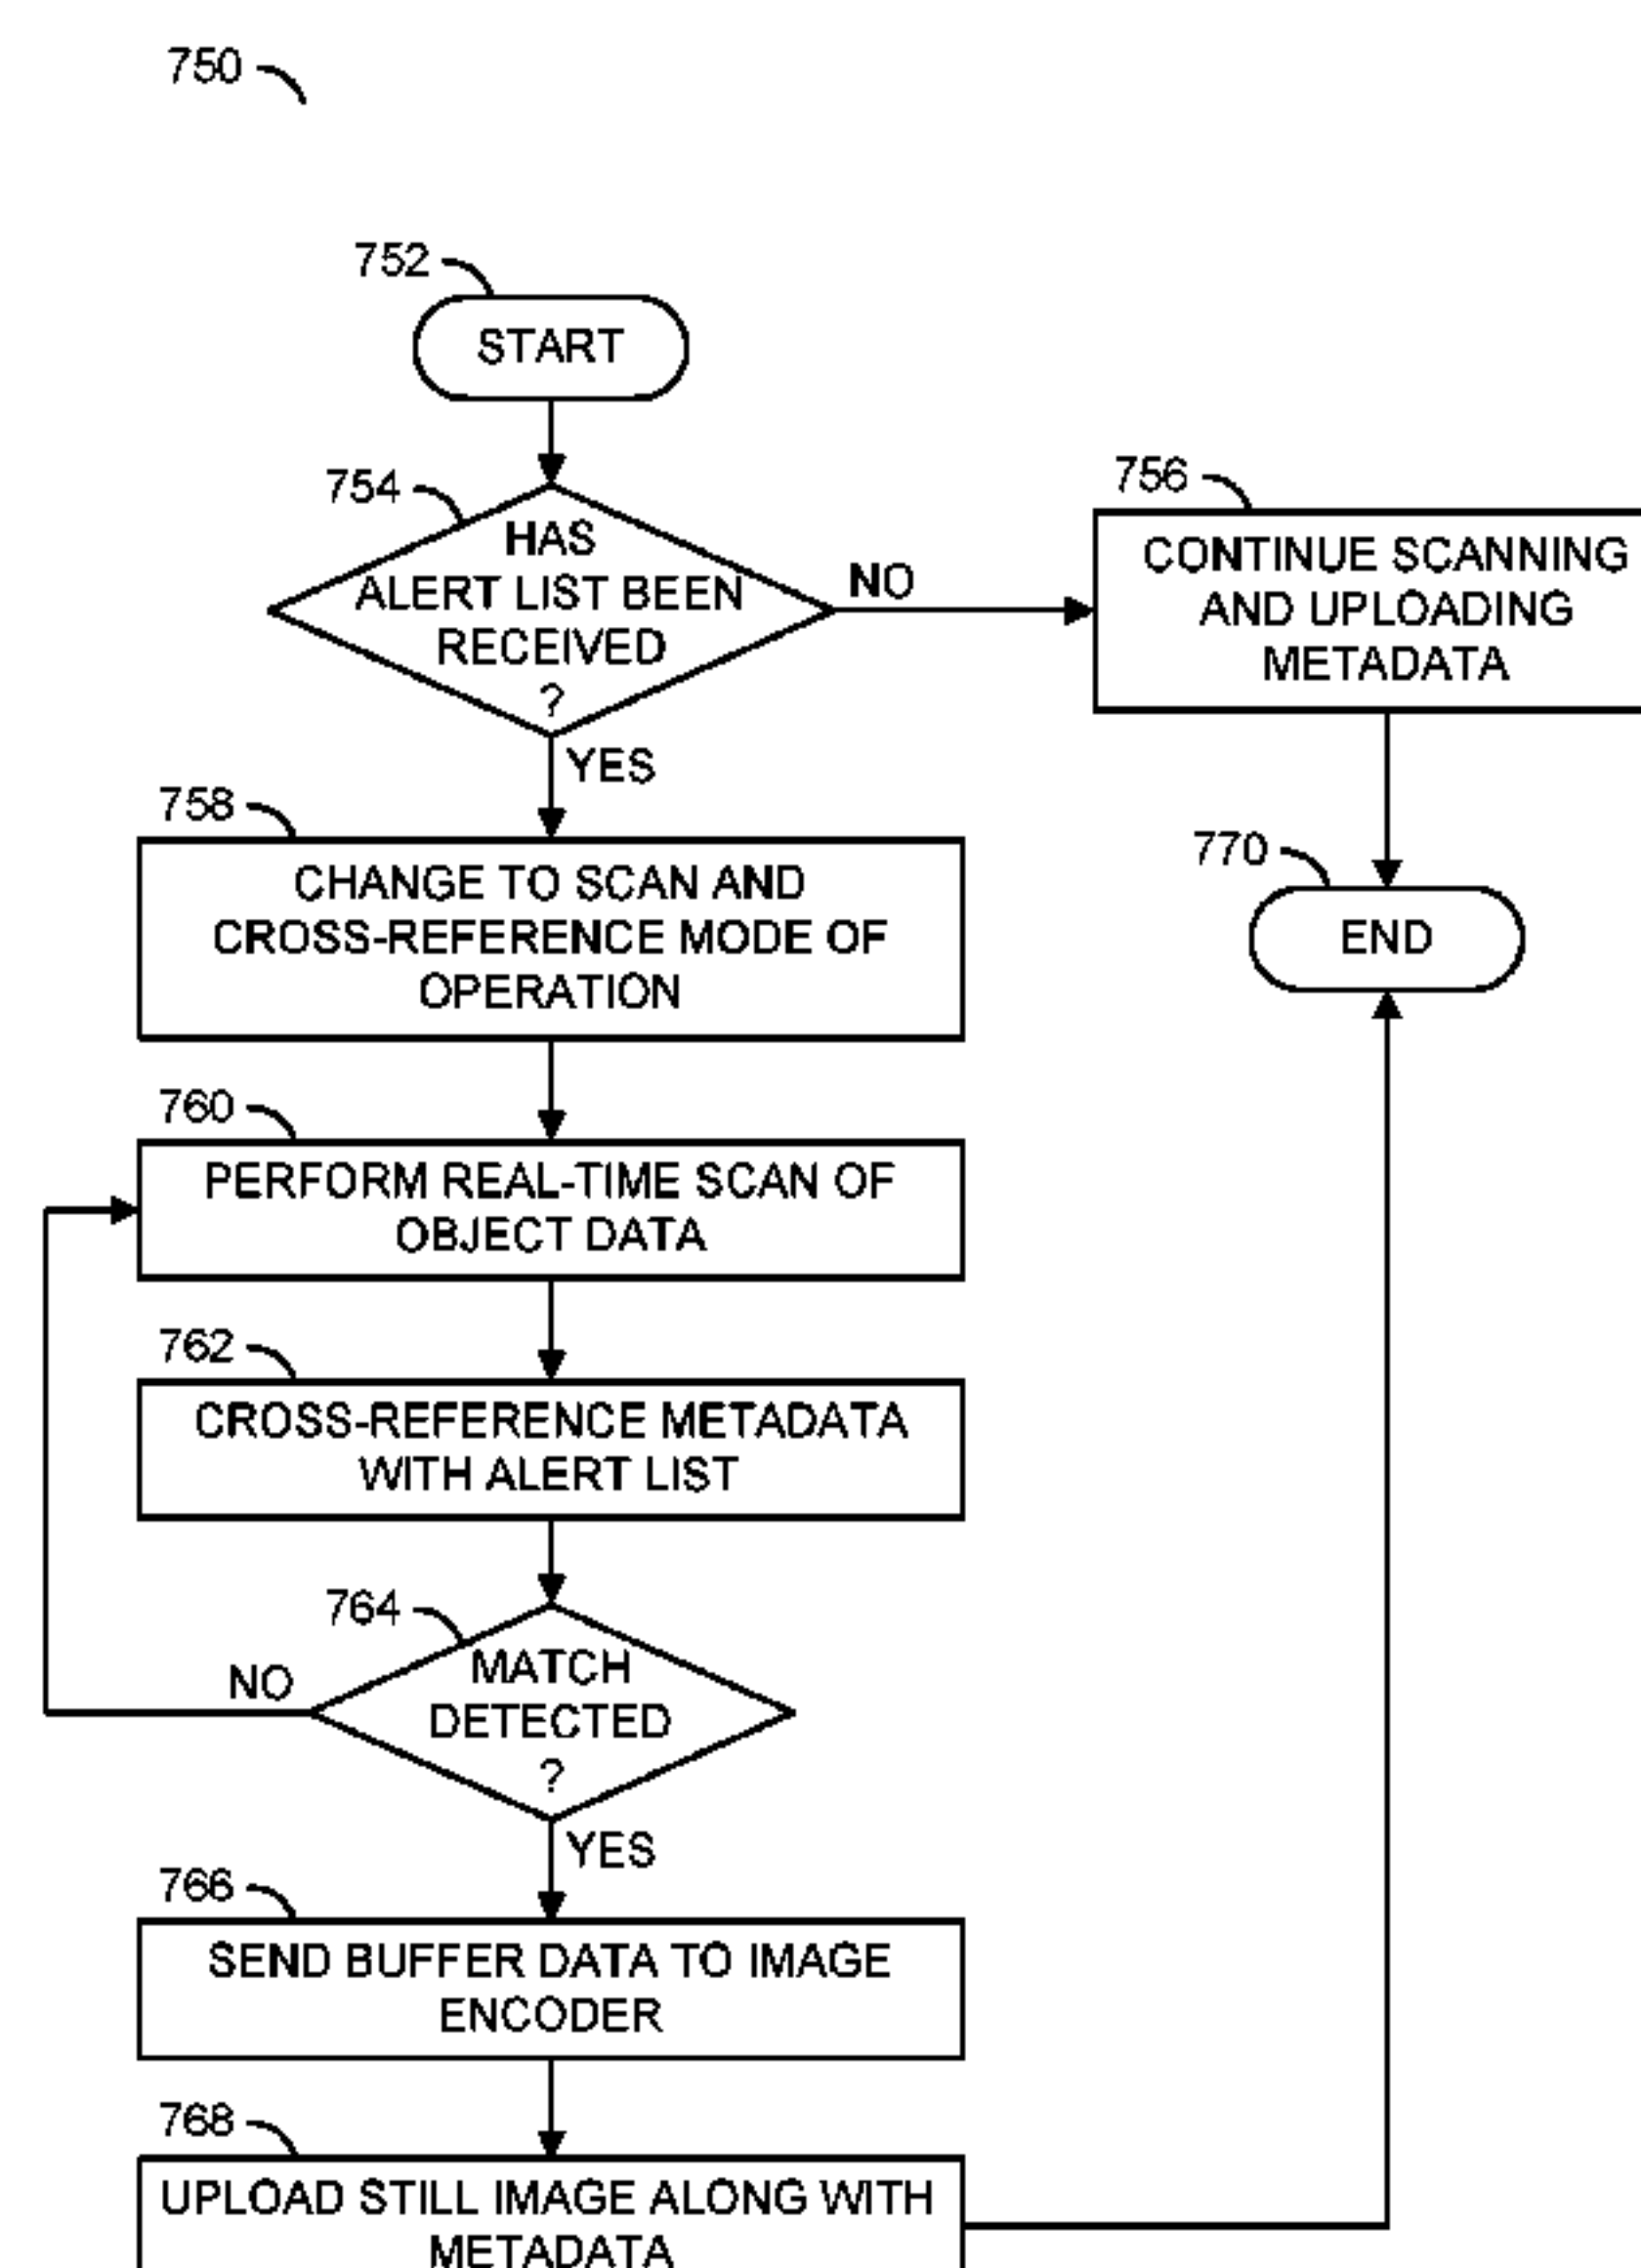 750
752
START
754
HAS
ALERT LIST BEEN
RECEIVED
?
NO
YES
756
CONTINUE SCANNING
AND UPLOADING
METADATA
758
CHANGE TO SCAN AND
CROSS-REFERENCE MODE OF
OPERATION
770
END
760
PERFORM REAL-TIME SCAN OF
OBJECT DATA
762
CROSS-REFERENCE METADATA
WITH ALERT LIST
764
MATCH
DETECTED
?
NO
YES
766
SEND BUFFER DATA TO IMAGE
ENCODER
768
UPLOAD STILL IMAGE ALONG WITH
METADATA